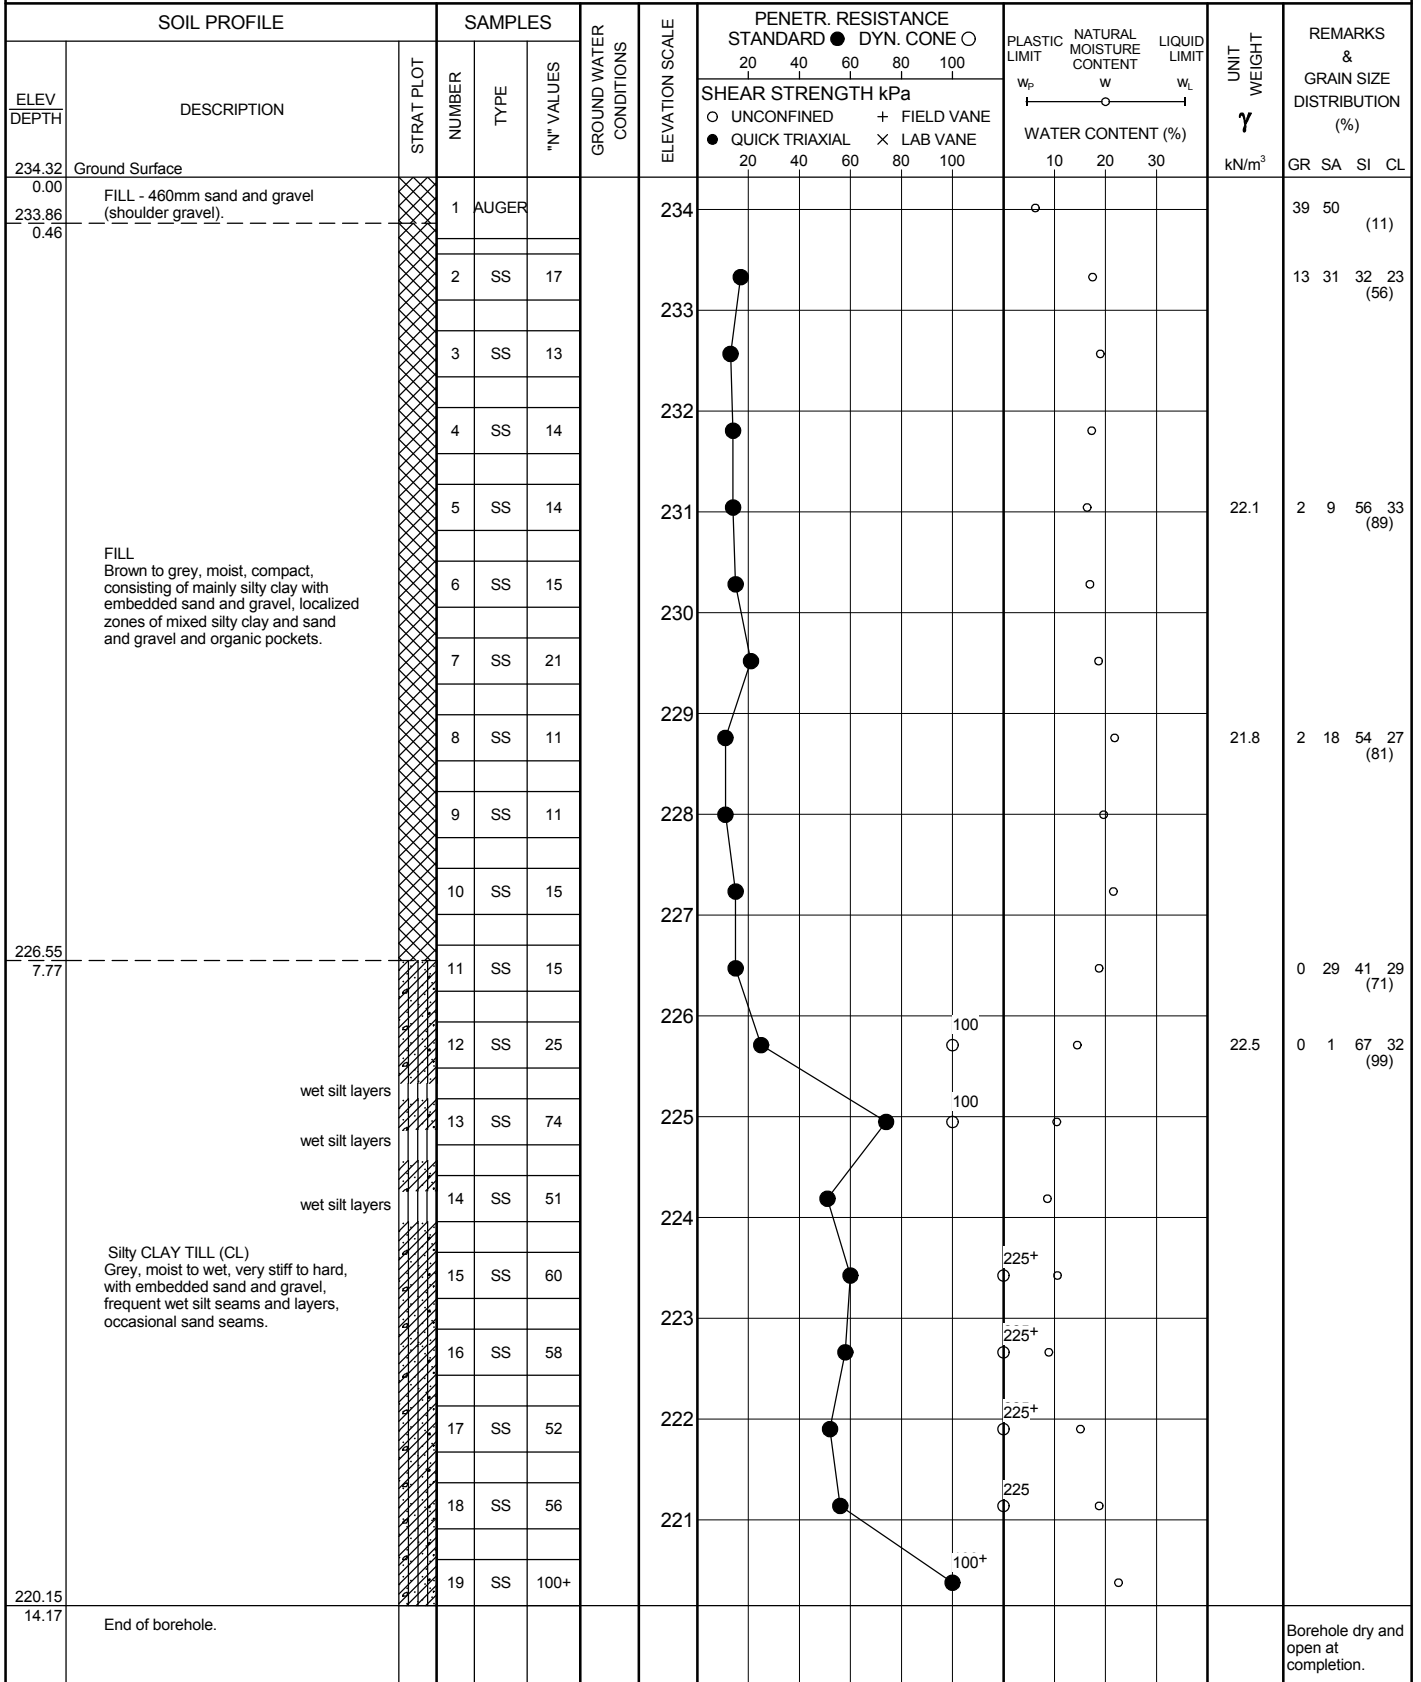 SOIL PROFILE
SAMPLES
GROUND WATER
CONDITIONS
ELEVATION SCALE
PENETR. RESISTANCE
STANDARD ● DYN. CONE ○
20 40 60 80 100
SHEAR STRENGTH kPa
○ UNCONFINED + FIELD VANE
● QUICK TRIAXIAL × LAB VANE
20 40 60 80 100
PLASTIC LIMIT
NATURAL MOISTURE CONTENT
LIQUID LIMIT
WP W WL
WATER CONTENT (%)
10 20 30
UNIT WEIGHT
γ
kN/m³
REMARKS
&
GRAIN SIZE
DISTRIBUTION
(%)
GR SA SI CL
ELEV
DEPTH
DESCRIPTION
STRAT PLOT
NUMBER
TYPE
"N" VALUES
234.32 Ground Surface
0.00
FILL - 460mm sand and gravel
(shoulder gravel).
233.86
0.46
1 AUGER
234
39 50
(11)
2 SS 17
13 31 32 23
(56)
233
3 SS 13
232
4 SS 14
5 SS 14
231
22.1
2 9 56 33
(89)
FILL
Brown to grey, moist, compact,
consisting of mainly silty clay with
embedded sand and gravel, localized
zones of mixed silty clay and sand
and gravel and organic pockets.
6 SS 15
230
7 SS 21
229
8 SS 11
21.8
2 18 54 27
(81)
9 SS 11
228
10 SS 15
227
226.55
7.77
11 SS 15
0 29 41 29
(71)
226
100
12 SS 25
22.5
0 1 67 32
(99)
wet silt layers
100
13 SS 74
225
wet silt layers
14 SS 51
wet silt layers
224
Silty CLAY TILL (CL)
Grey, moist to wet, very stiff to hard,
with embedded sand and gravel,
frequent wet silt seams and layers,
occasional sand seams.
225+
15 SS 60
223
225+
16 SS 58
222
225+
17 SS 52
225
18 SS 56
221
100+
19 SS 100+
220.15
14.17
End of borehole.
Borehole dry and
open at
completion.